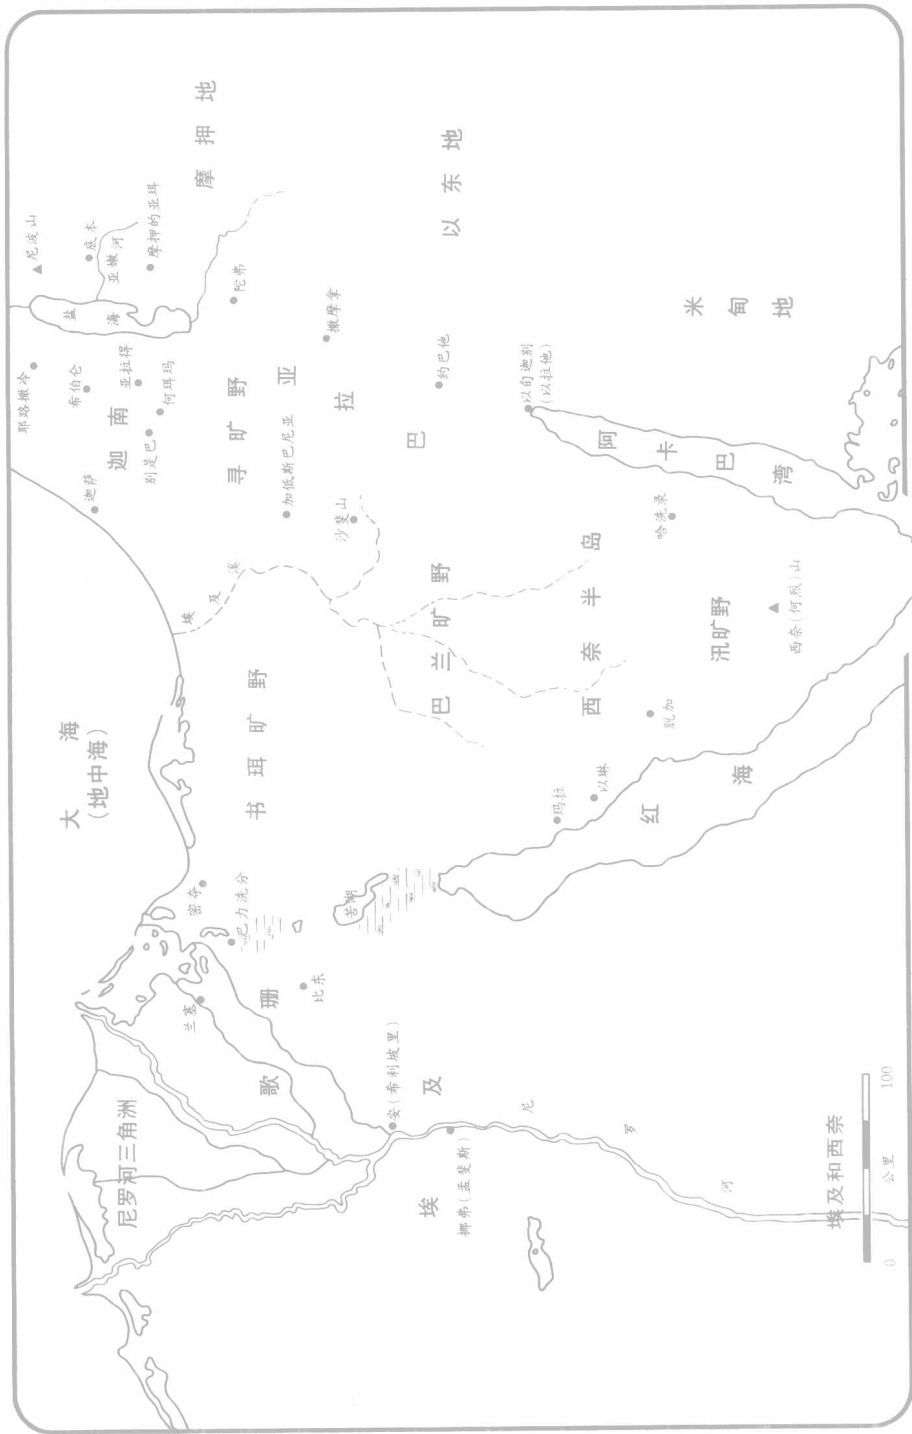 大海
(地中海)
尼罗河三角洲
歌珊
兰塞
比东
密夺
巴力洗分
苦湖
安(希利坡里)
挪弗(孟斐斯)
埃及
尼罗河
书珥旷野
埃及溪
迦萨
迦南
耶路撒冷
希伯仑
亚拉得
何珥玛
别是巴
盐海
尼波山
底本
亚嫩河
摩押的亚珥
摩押地
陀弗
寻旷野
加低斯巴尼亚
沙斐山
撒摩拿
亚拉巴
约巴他
以东地
以旬迦别
(以拉他)
米甸地
阿卡巴湾
巴兰旷野
西奈半岛
哈洗录
汛旷野
西奈(何烈)山
脱加
以琳
玛拉
红海
埃及和西奈
0 公里 100